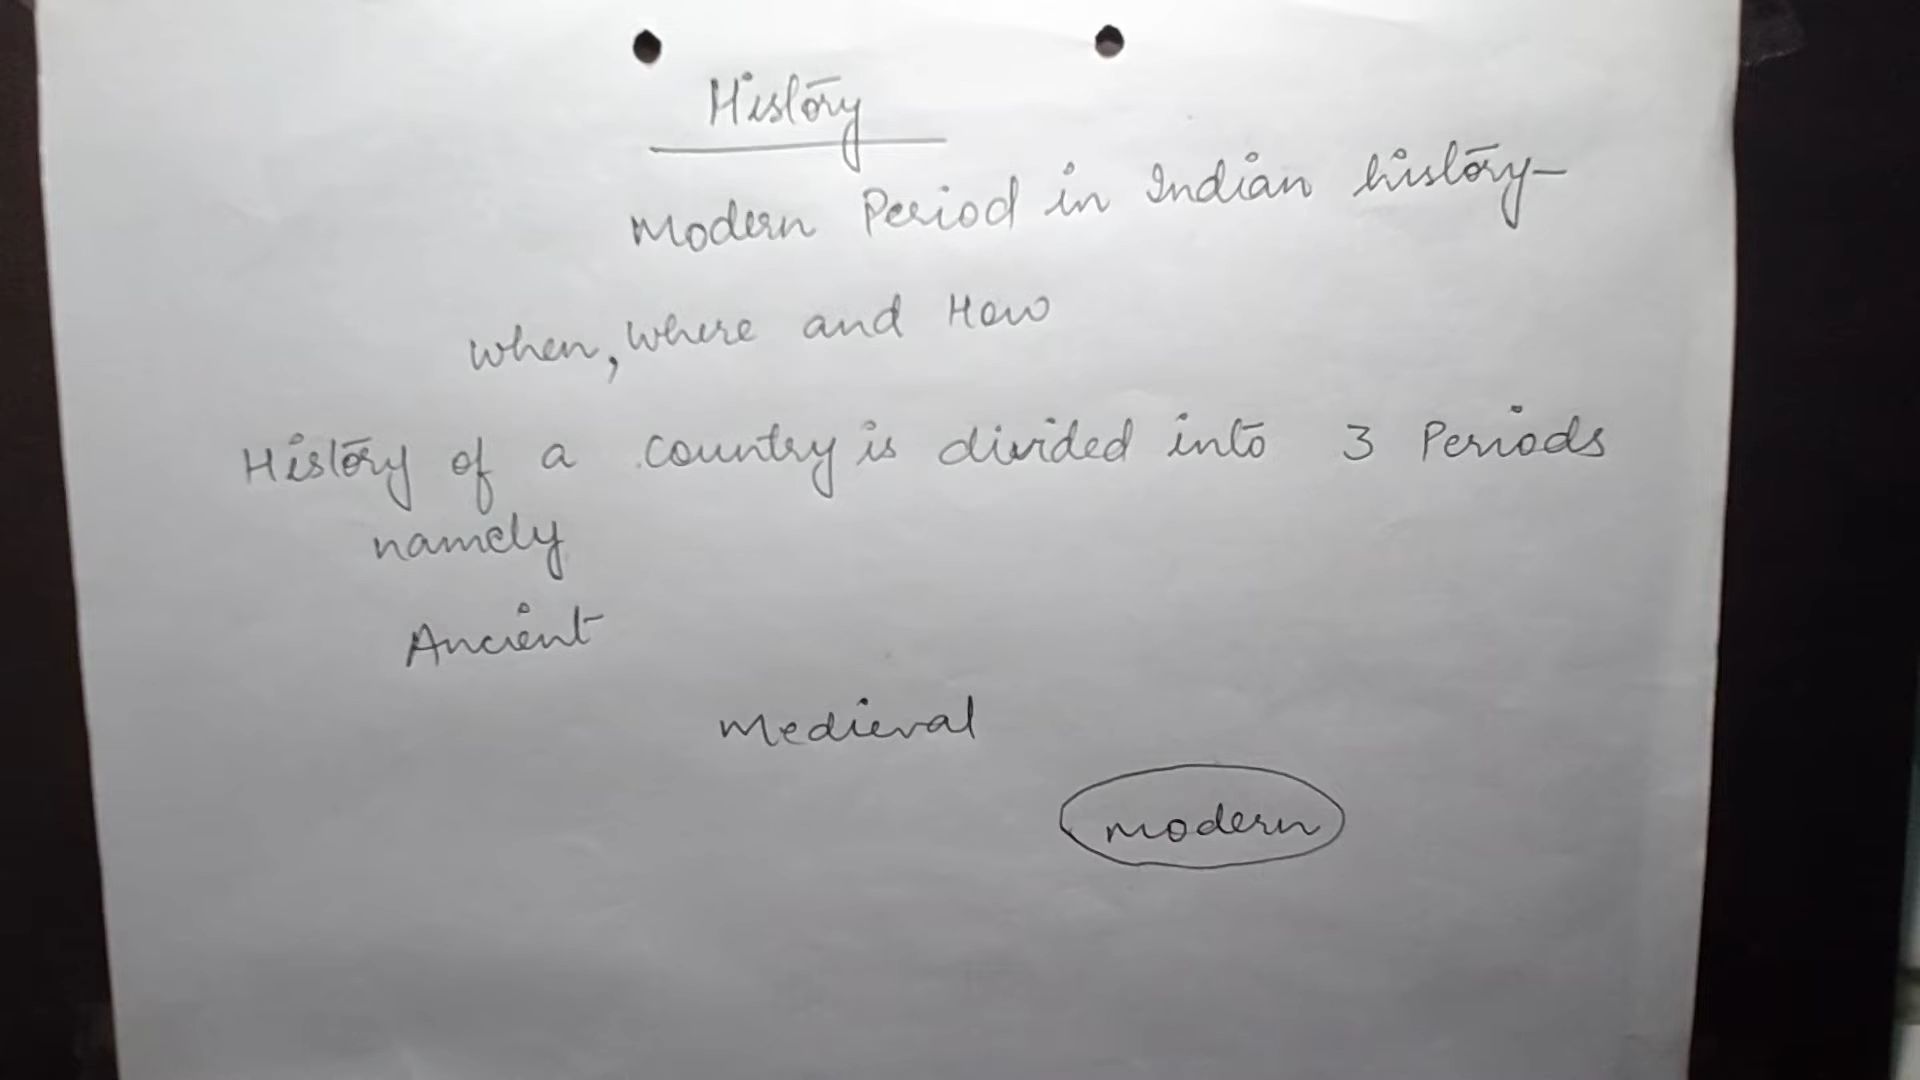 History
Modern Period in Indian history-
When, Where and How
History of a country is divided into 3 Periods
namely
Ancient
Medieval
modern